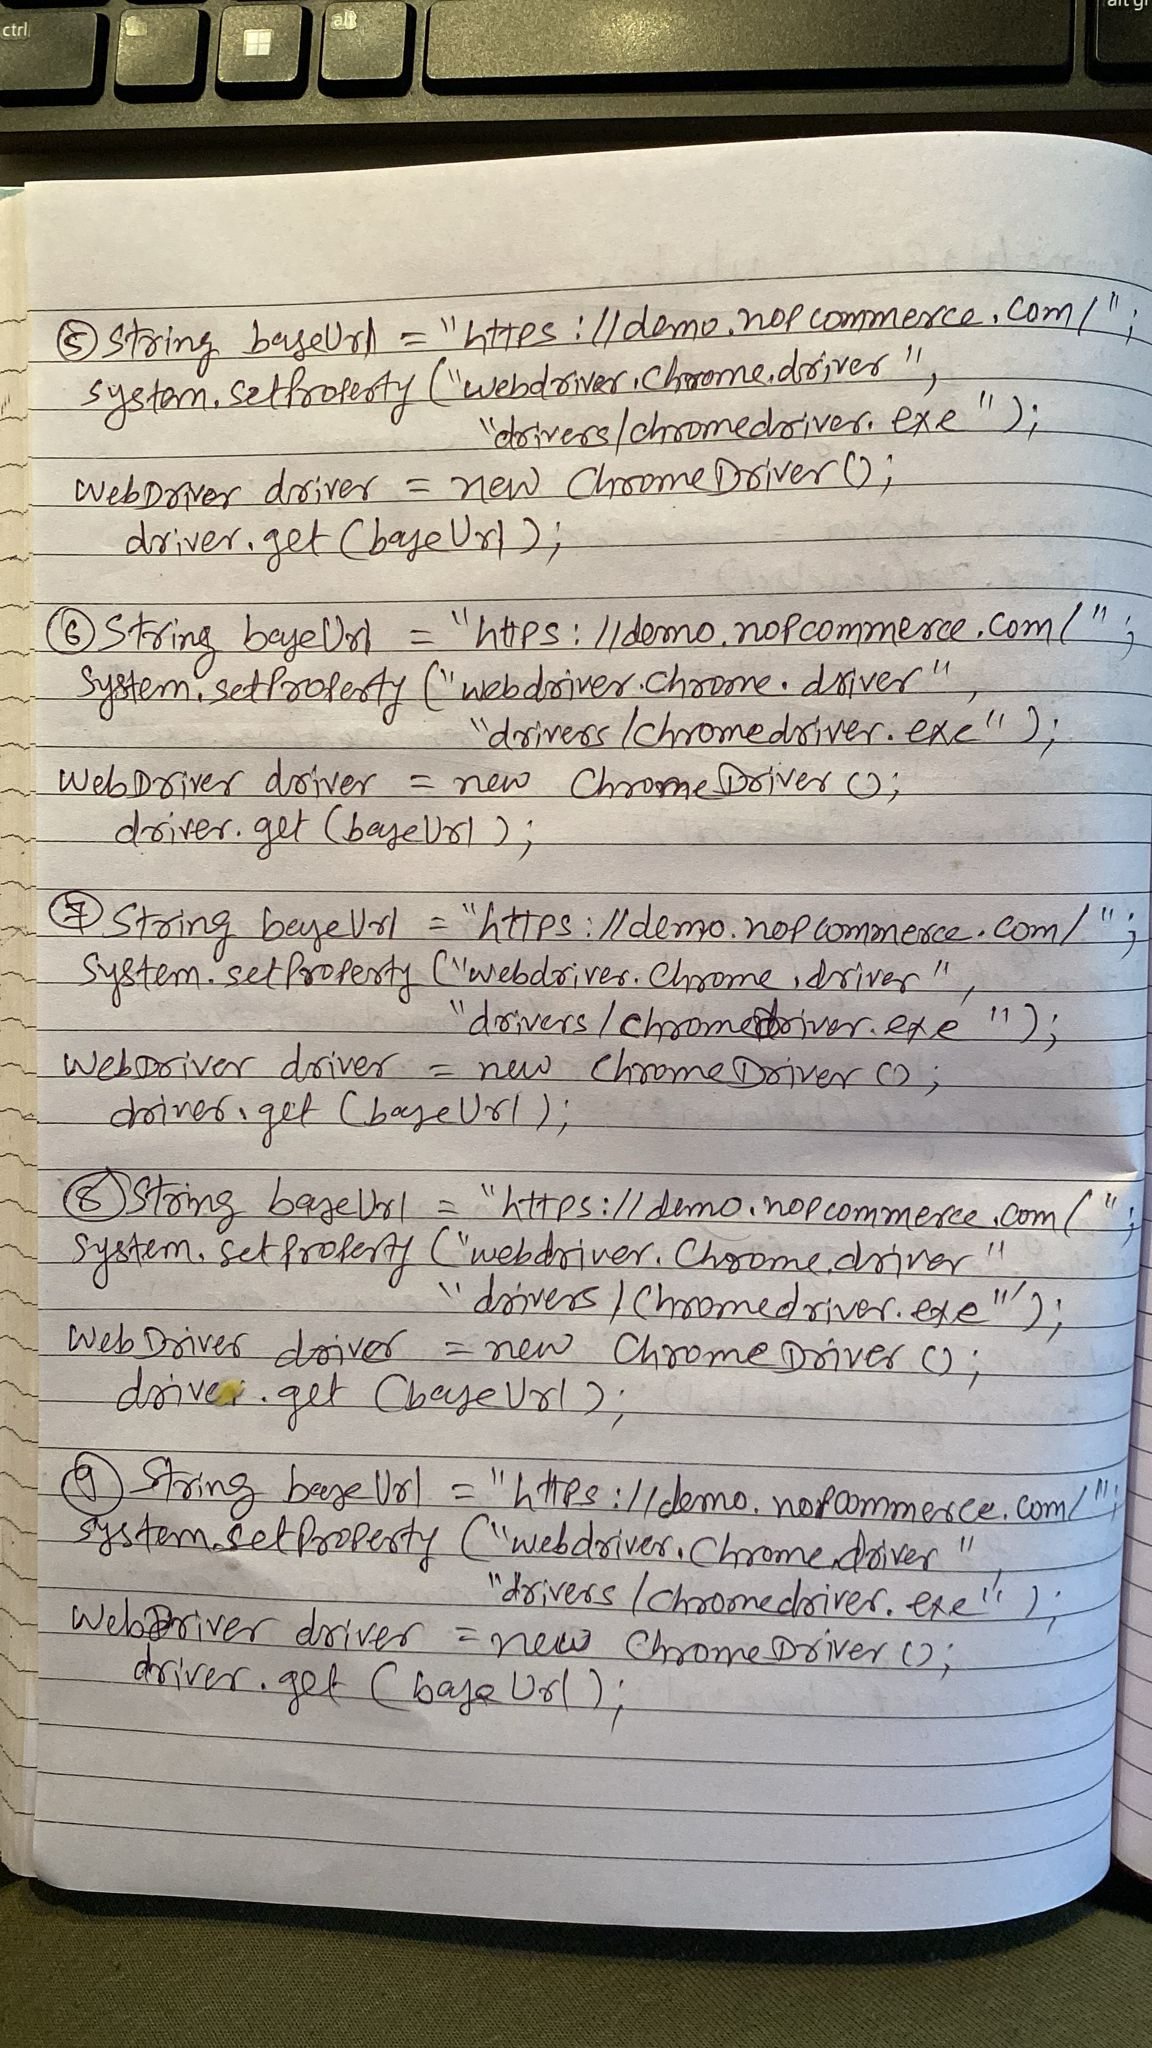 ctrl
alt
alt gr
⑤ String baseUrl = "https://demo.nopcommerce.com/";
system.setProperty ("webdriver.Chrome.driver",
"drivers/chromedriver.exe");
WebDriver driver = new ChromeDriver();
driver.get (baseUrl);
⑥ String baseUrl = "https://demo.nopcommerce.com/";
System.setProperty ("webdriver.Chrome.driver",
"drivers/chromedriver.exe");
WebDriver driver = new ChromeDriver ();
driver.get (baseUrl);
⑦ String baseUrl = "https://demo.nopcommerce.com/";
System.setProperty ("webdriver.Chrome.driver",
"drivers/chromedriver.exe");
WebDriver driver = new ChromeDriver ();
driver.get (baseUrl);
⑧ String baseUrl = "https://demo.nopcommerce.com/";
System.setProperty ("webdriver.Chrome.driver"
"drivers/Chromedriver.exe");
WebDriver driver = new ChromeDriver ();
driver.get (baseUrl);
⑨ String baseUrl = "https://demo.nopcommerce.com/";
System.setProperty ("webdriver.Chrome.driver",
"drivers/chromedriver.exe");
WebDriver driver = new ChromeDriver ();
driver.get (baseUrl);